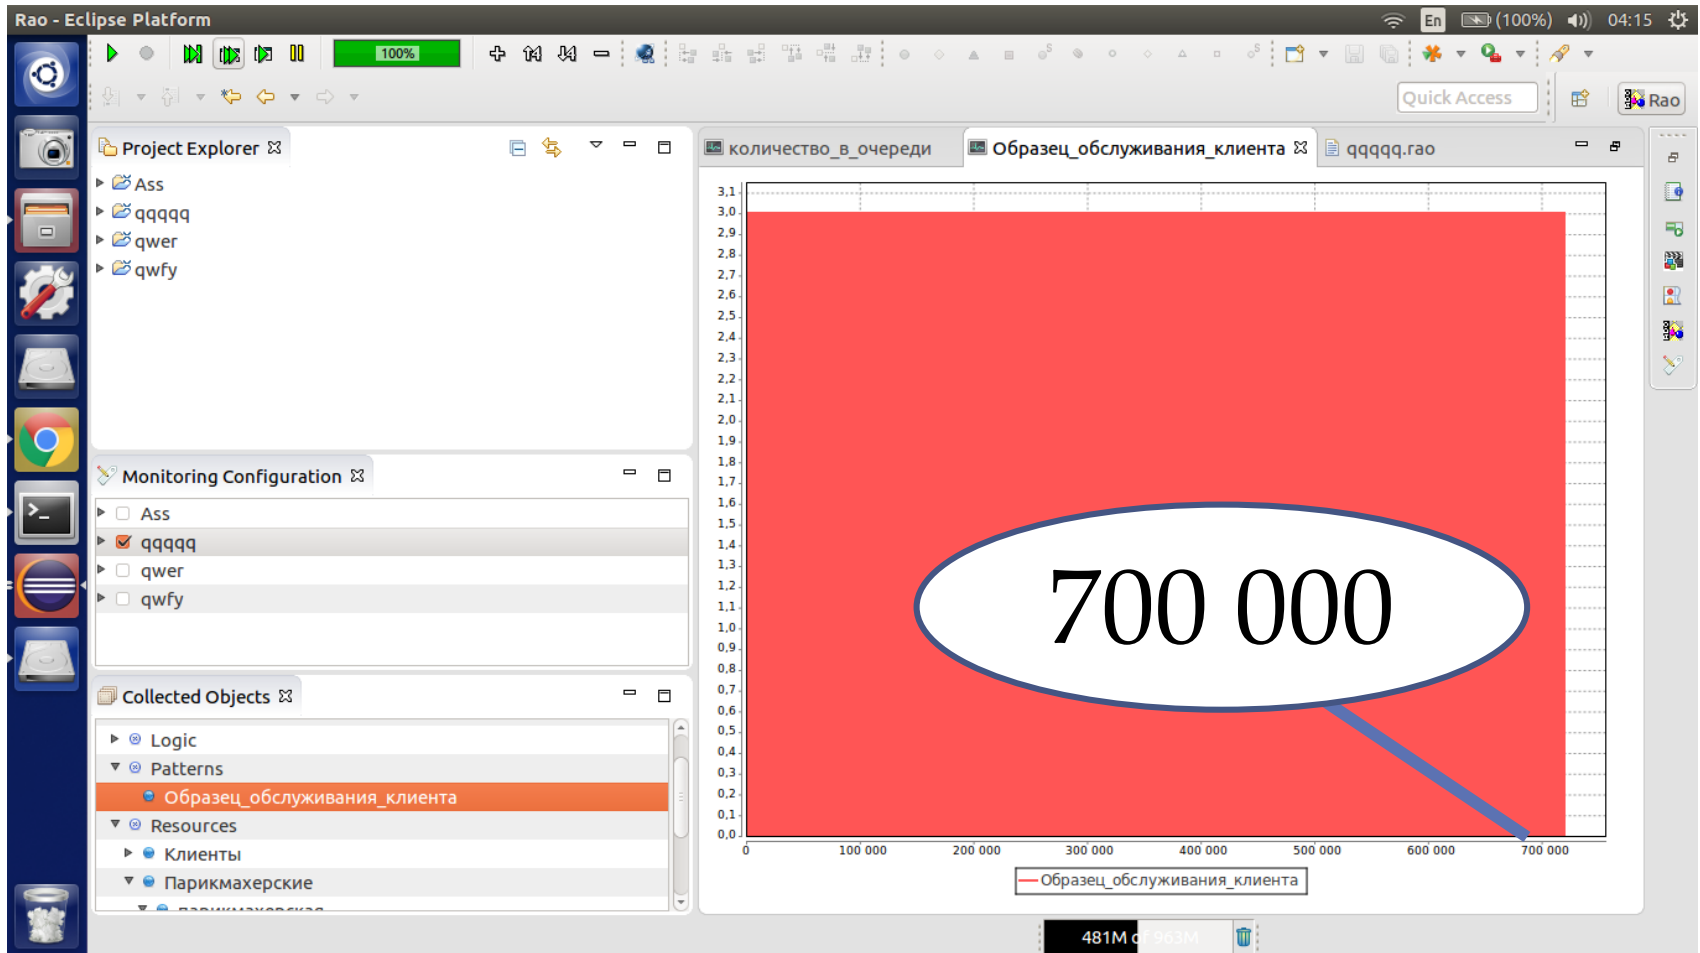 Rao - Eclipse Platform
En
(100%)
04:15
100%
Quick Access
Rao
Project Explorer
Ass
qqqqq
qwer
qwfy
Monitoring Configuration
Ass
qqqqq
qwer
qwfy
Collected Objects
Logic
Patterns
Образец_обслуживания_клиента
Resources
Клиенты
Парикмахерские
парикмахерская
количество_в_очереди
Образец_обслуживания_клиента
qqqqq.rao
3,1
3,0
2,9
2,8
2,7
2,6
2,5
2,4
2,3
2,2
2,1
2,0
1,9
1,8
1,7
1,6
1,5
1,4
1,3
1,2
1,1
1,0
0,9
0,8
0,7
0,6
0,5
0,4
0,3
0,2
0,1
0,0
700 000
0
100 000
200 000
300 000
400 000
500 000
600 000
700 000
Образец_обслуживания_клиента
481M of 963M